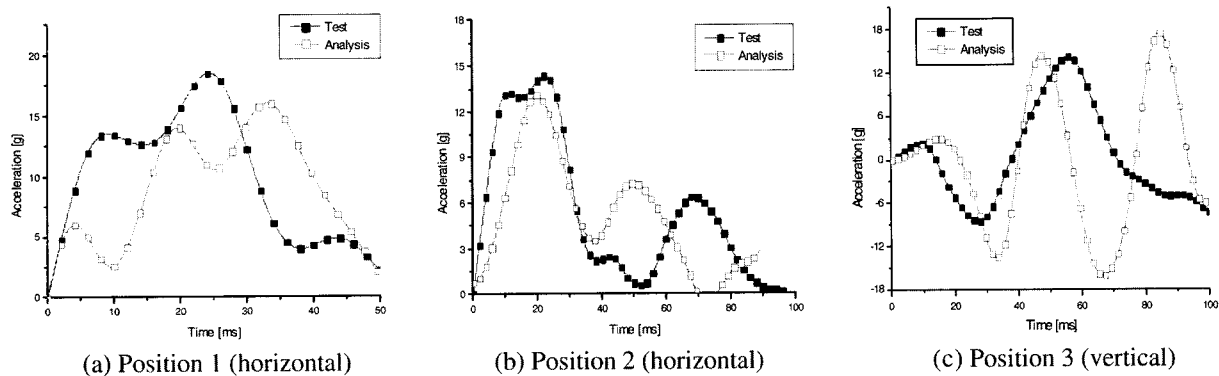 Test
Analysis
Acceleration [g]
20
15
10
5
0
0 10 20 30 40 50
Time [ms]
(a) Position 1 (horizontal)
Test
Analysis
Acceleration [g]
18
15
12
9
6
3
0
0 20 40 60 80 100
Time [ms]
(b) Position 2 (horizontal)
Test
Analysis
Acceleration [g]
18
12
6
0
-6
-12
-18
0 20 40 60 80 100
Time [ms]
(c) Position 3 (vertical)